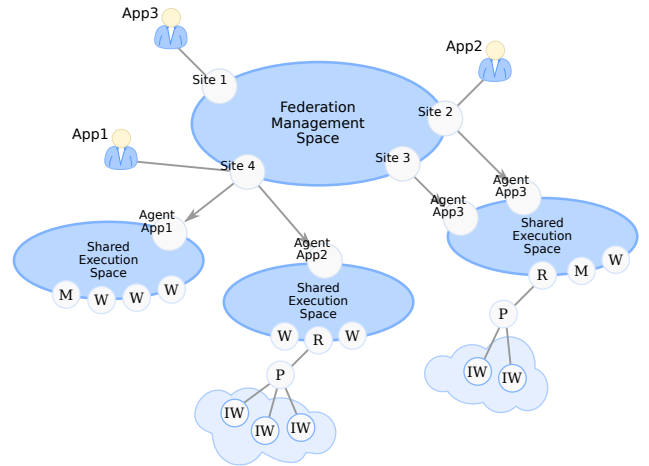 App3
App2
Site 1
Federation
Management
Space
Site 2
App1
Site 3
Site 4
Agent
App3
Agent
App3
Agent
App1
Shared
Execution
Space
Shared
Execution
Space
Agent
App2
R
M
W
M
W
W
W
Shared
Execution
Space
P
W
R
W
P
IW
IW
IW
IW
IW